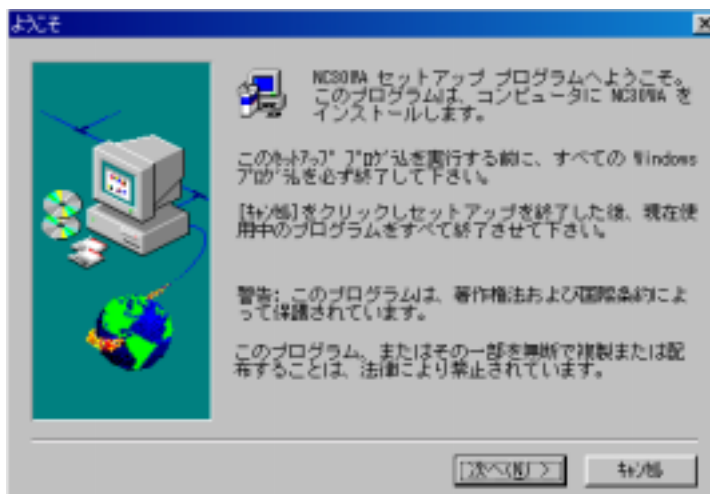 ようこそ
NC30WA セットアップ プログラムへようこそ。
このプログラムは、コンピュータに NC30WA を
インストールします。
このｾｯﾄｱｯﾌﾟ ﾌﾟﾛｸﾞﾗﾑを実行する前に、すべての Windows
ﾌﾟﾛｸﾞﾗﾑを必ず終了して下さい。
[ｷｬﾝｾﾙ]をクリックしセットアップを終了した後、現在使
用中のプログラムをすべて終了させて下さい。
警告: このプログラムは、著作権法および国際条約によ
って保護されています。
このプログラム、またはその一部を無断で複製または配
布することは、法律により禁止されています。
次へ(N) >
ｷｬﾝｾﾙ